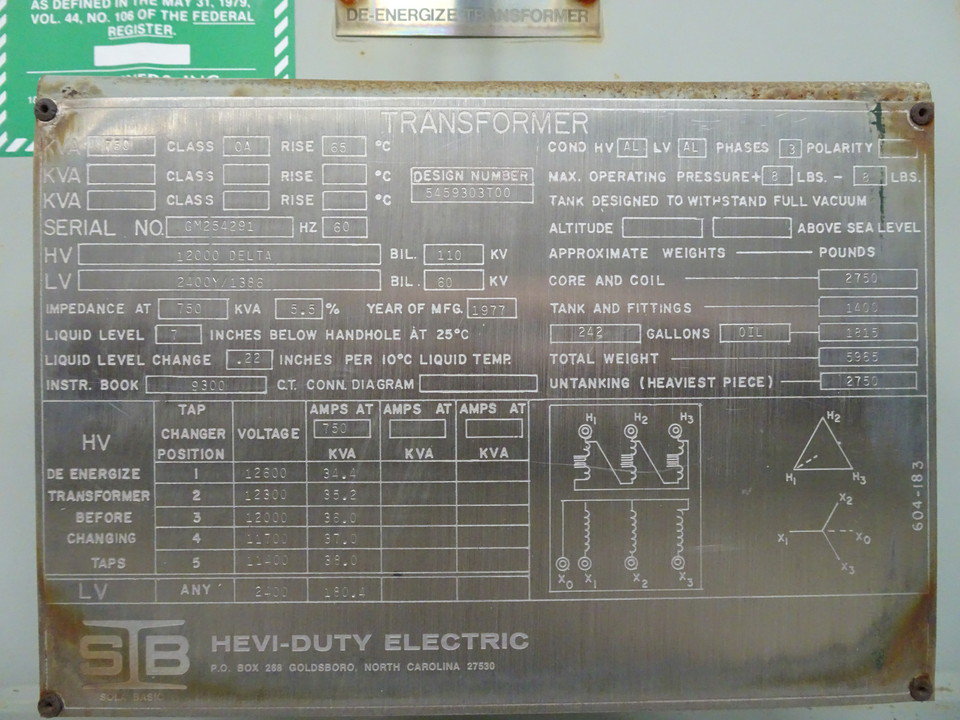 AS DEFINED IN THE MAY 31, 1979,
VOL. 44, NO. 106 OF THE FEDERAL
REGISTER.
DE-ENERGIZE TRANSFORMER
TRANSFORMER
KVA 750 CLASS OA RISE 65 °C
KVA CLASS RISE °C
KVA CLASS RISE °C
DESIGN NUMBER
5459303T00
SERIAL NO. GM254291 HZ 60
HV 12000 DELTA BIL. 110 KV
LV 2400Y/1386 BIL. 60 KV
IMPEDANCE AT 750 KVA 5.5 % YEAR OF MFG. 1977
LIQUID LEVEL 7 INCHES BELOW HANDHOLE AT 25°C
LIQUID LEVEL CHANGE .22 INCHES PER 10°C LIQUID TEMP.
INSTR. BOOK 9300 C.T. CONN. DIAGRAM
COND HV AL LV AL PHASES 3 POLARITY
MAX. OPERATING PRESSURE + 8 LBS. - 8 LBS.
TANK DESIGNED TO WITHSTAND FULL VACUUM
ALTITUDE ABOVE SEA LEVEL
APPROXIMATE WEIGHTS POUNDS
CORE AND COIL 2750
TANK AND FITTINGS 1400
242 GALLONS OIL 1815
TOTAL WEIGHT 5965
UNTANKING (HEAVIEST PIECE) 2750
HV
DE ENERGIZE
TRANSFORMER
BEFORE
CHANGING
TAPS
TAP
CHANGER
POSITION
VOLTAGE
AMPS AT 750 KVA
AMPS AT KVA
AMPS AT KVA
1 12600 34.4
2 12300 35.2
3 12000 36.0
4 11700 37.0
5 11400 38.0
LV ANY 2400 180.4
H1 H2 H3
X0 X1 X2 X3
H2
H1 H3
X2
X1 X0
X3
604-183
STB
SOLA BASIC
HEVI-DUTY ELECTRIC
P.O. BOX 268 GOLDSBORO, NORTH CAROLINA 27530